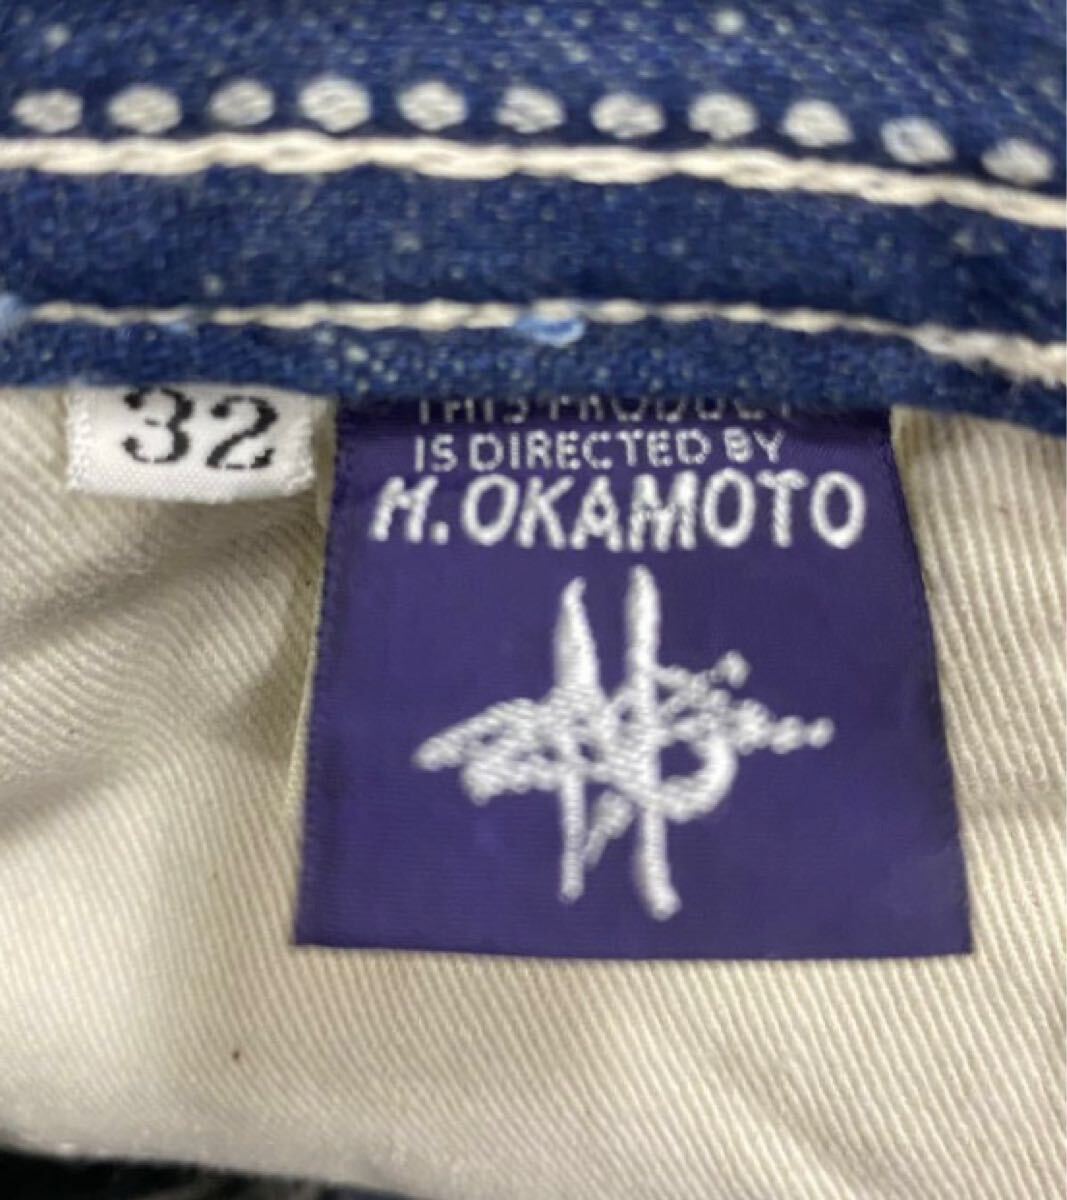 32
THIS PRODUCT
IS DIRECTED BY
H.OKAMOTO